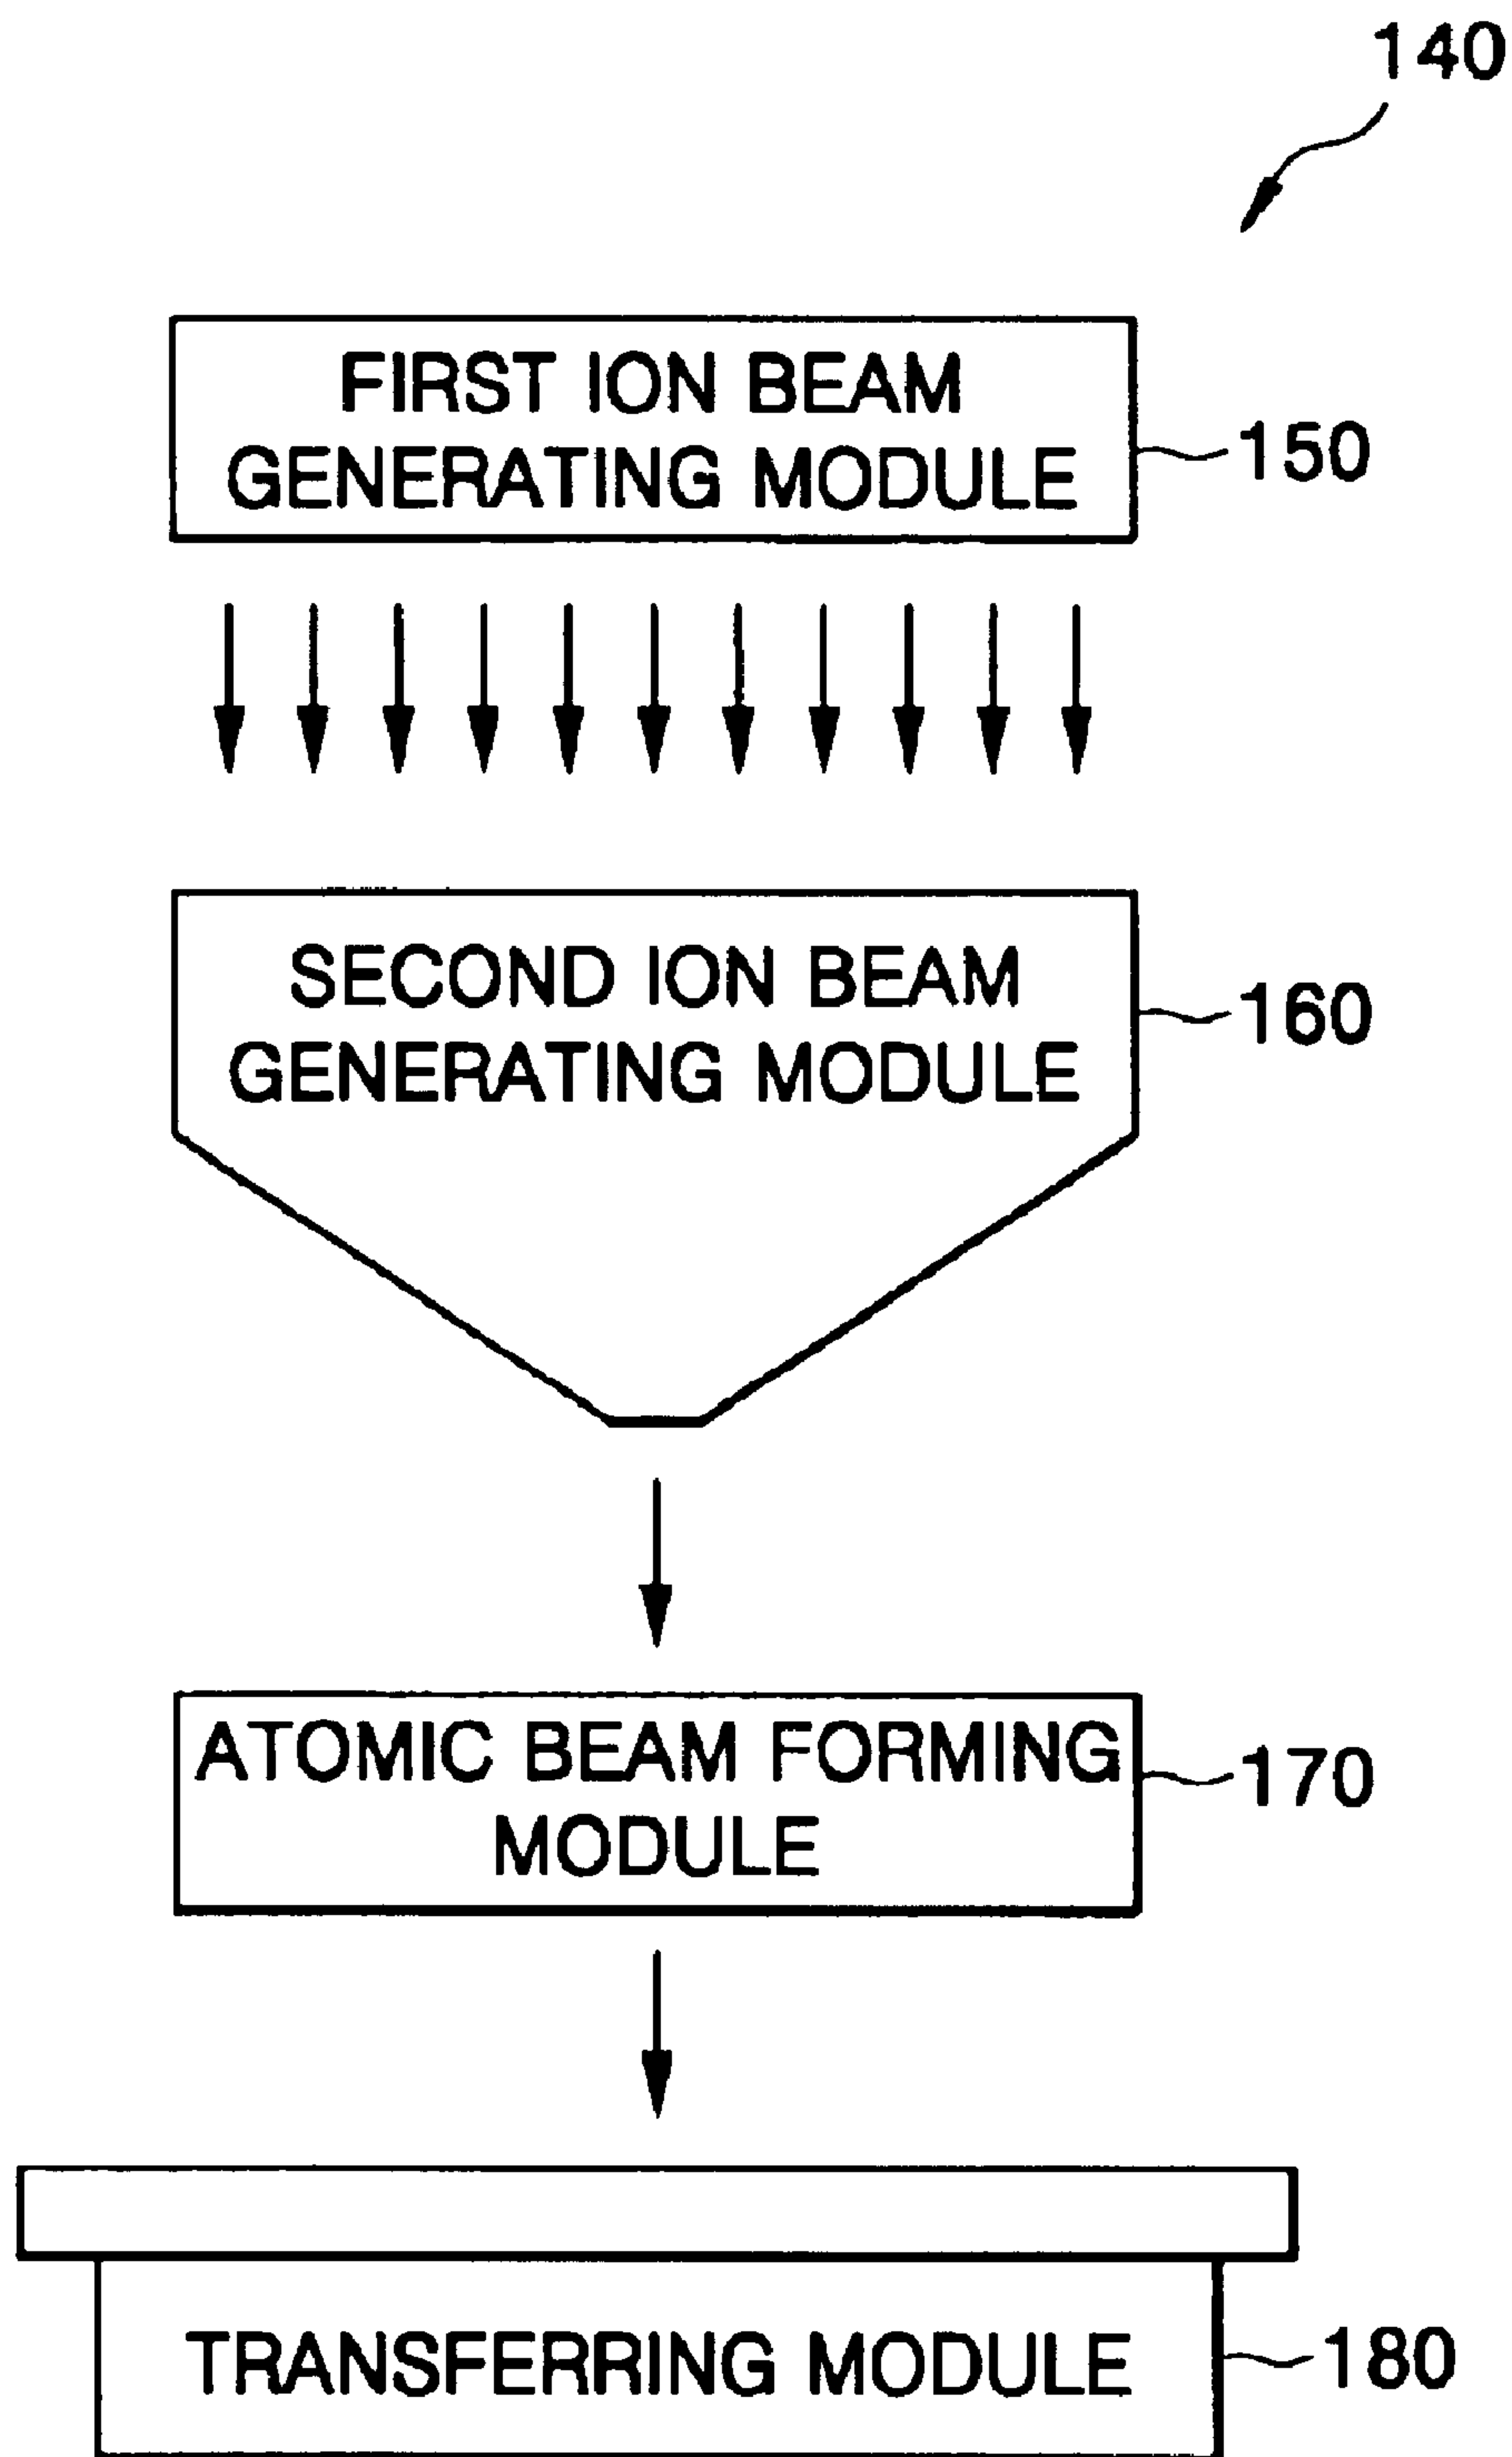 140
FIRST ION BEAM
GENERATING MODULE
150
SECOND ION BEAM
GENERATING MODULE
160
ATOMIC BEAM FORMING
MODULE
170
TRANSFERRING MODULE
180